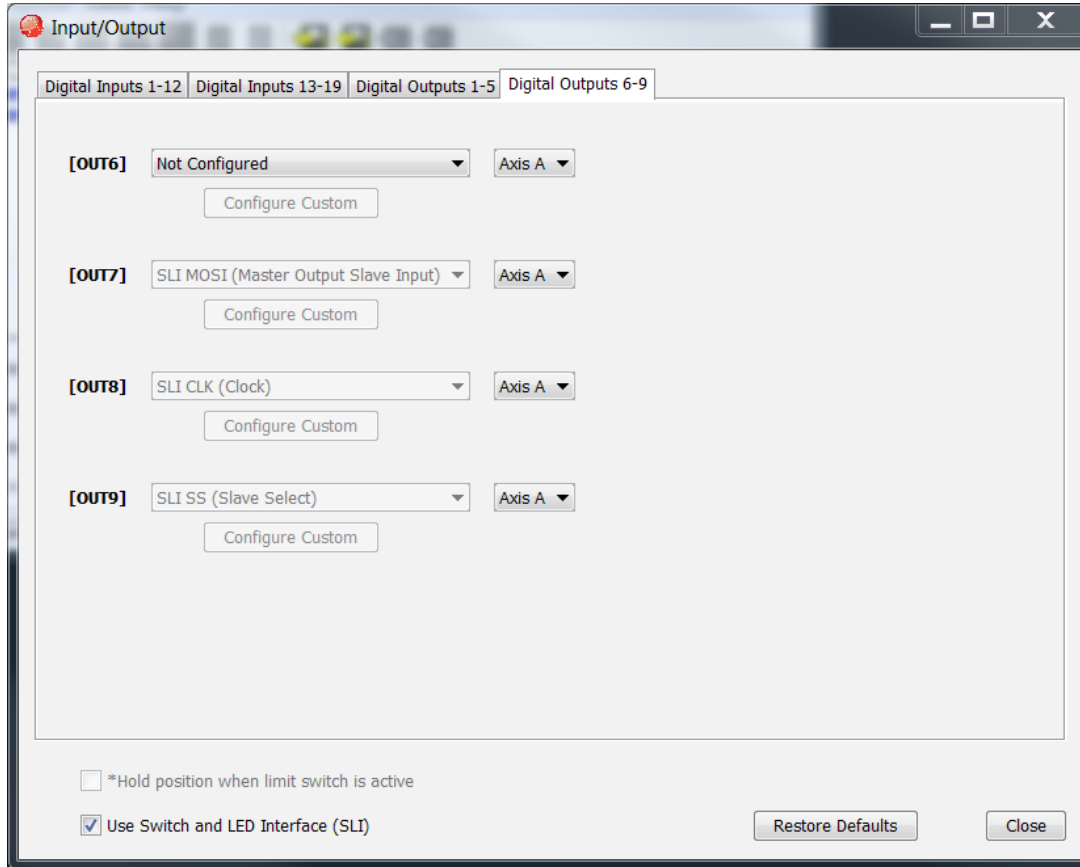 Input/Output
Digital Inputs 1-12 Digital Inputs 13-19 Digital Outputs 1-5 Digital Outputs 6-9
[OUT6] Not Configured Axis A
Configure Custom
[OUT7] SLI MOSI (Master Output Slave Input) Axis A
Configure Custom
[OUT8] SLI CLK (Clock) Axis A
Configure Custom
[OUT9] SLI SS (Slave Select) Axis A
Configure Custom
*Hold position when limit switch is active
Use Switch and LED Interface (SLI) Restore Defaults Close